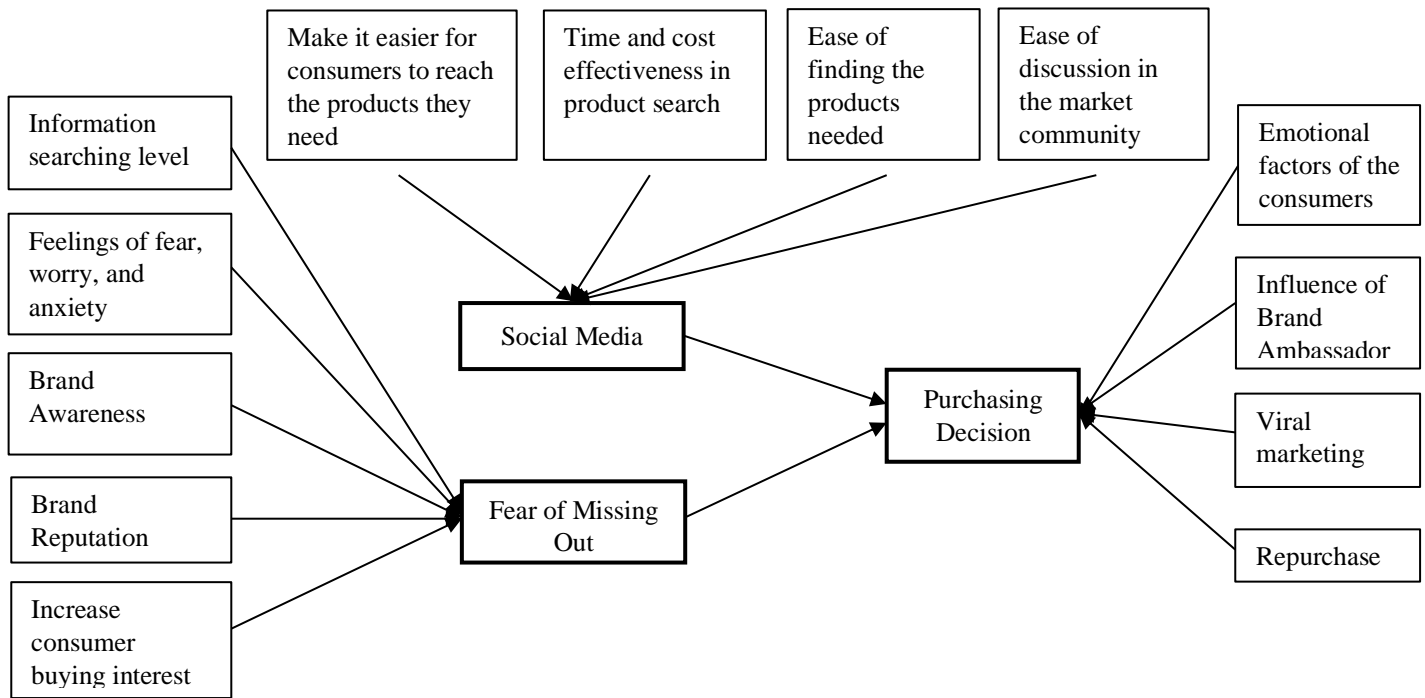 Make it easier for
consumers to reach
the products they
need
Time and cost
effectiveness in
product search
Ease of
finding the
products
needed
Ease of
discussion in
the market
community
Information
searching level
Feelings of fear,
worry, and
anxiety
Brand
Awareness
Brand
Reputation
Increase
consumer
buying interest
Social Media
Fear of Missing
Out
Purchasing
Decision
Emotional
factors of the
consumers
Influence of
Brand
Ambassador
Viral
marketing
Repurchase